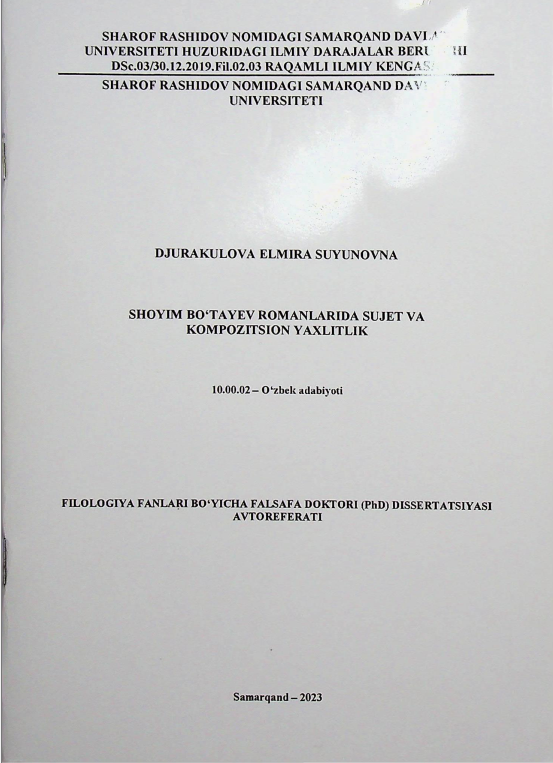 SHAROF RASHIDOV NOMIDAGI SAMARQAND
UNIVERSITETI HUZURIDAGI ILMIY DARAJALAR
DSc.03/30.12.2019.Fil.02.03 RAQAMLI ILMIY
SHAROF RASHIDOV NOMIDAGI SAMARQAND
UNIVERSITETI
DJURAKULOVA ELMIRA SUYUNOVNA
SHOYIM BO‘TAYEV ROMANLARIDA SUJET VA
KOMPOZITSION YAXLITLIK
10.00.02 – O‘zbek adabiyoti
FILOLOGIYA FANLARI BO‘YICHA FALSAFA DOKTORI (PhD) DISSERTATSIYASI
AVTOREFERATI
Samarqand – 2023